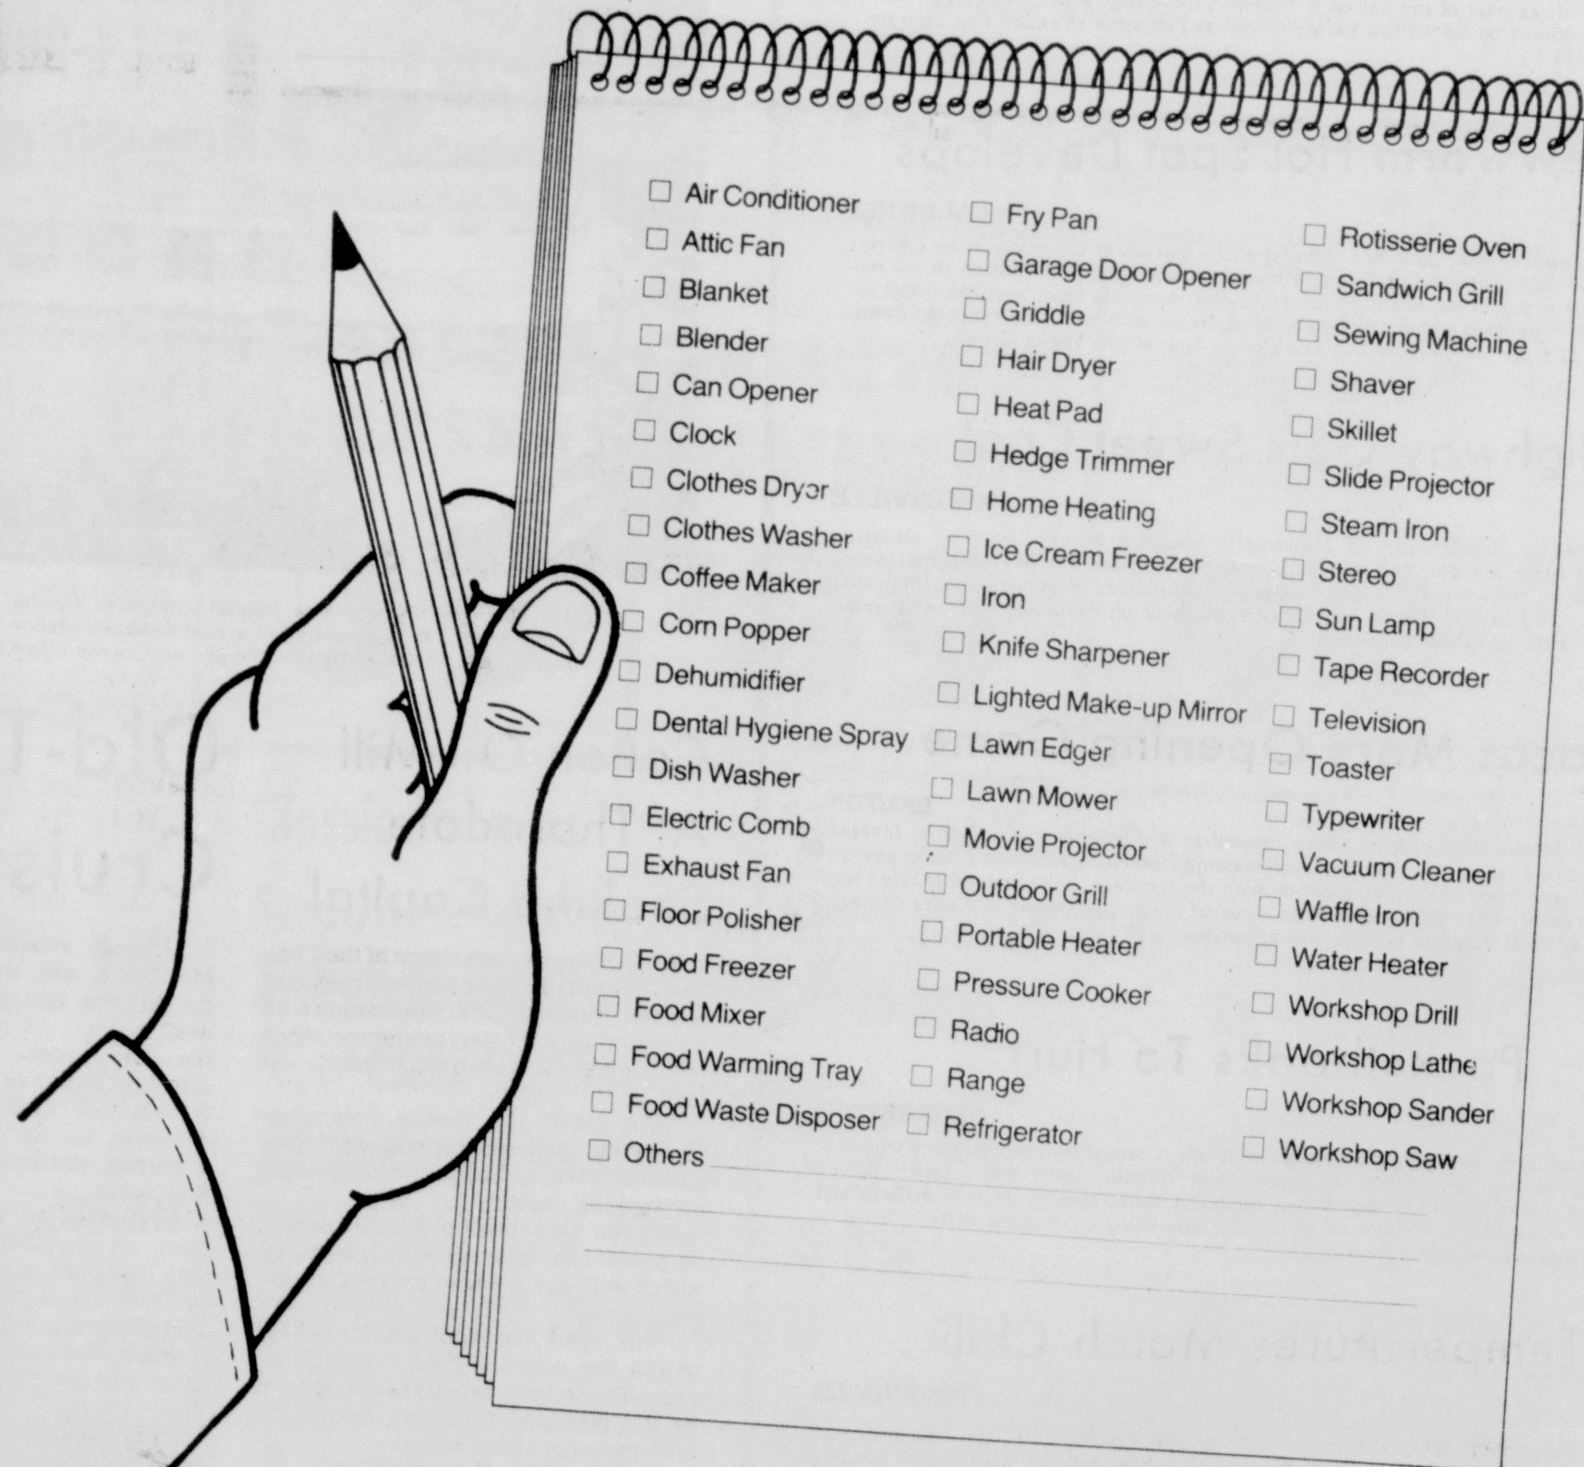 Air Conditioner
Attic Fan
Blanket
Blender
Can Opener
Clock
Clothes Dryer
Clothes Washer
Coffee Maker
Corn Popper
Dehumidifier
Dental Hygiene Spray
Dish Washer
Electric Comb
Exhaust Fan
Floor Polisher
Food Freezer
Food Mixer
Food Warming Tray
Food Waste Disposer
Others
Fry Pan
Garage Door Opener
Griddle
Hair Dryer
Heat Pad
Hedge Trimmer
Home Heating
Ice Cream Freezer
Iron
Knife Sharpener
Lighted Make-up Mirror
Lawn Edger
Lawn Mower
Movie Projector
Outdoor Grill
Portable Heater
Pressure Cooker
Radio
Range
Refrigerator
Rotisserie Oven
Sandwich Grill
Sewing Machine
Shaver
Skillet
Slide Projector
Steam Iron
Stereo
Sun Lamp
Tape Recorder
Television
Toaster
Typewriter
Vacuum Cleaner
Waffle Iron
Water Heater
Workshop Drill
Workshop Lathe
Workshop Sander
Workshop Saw